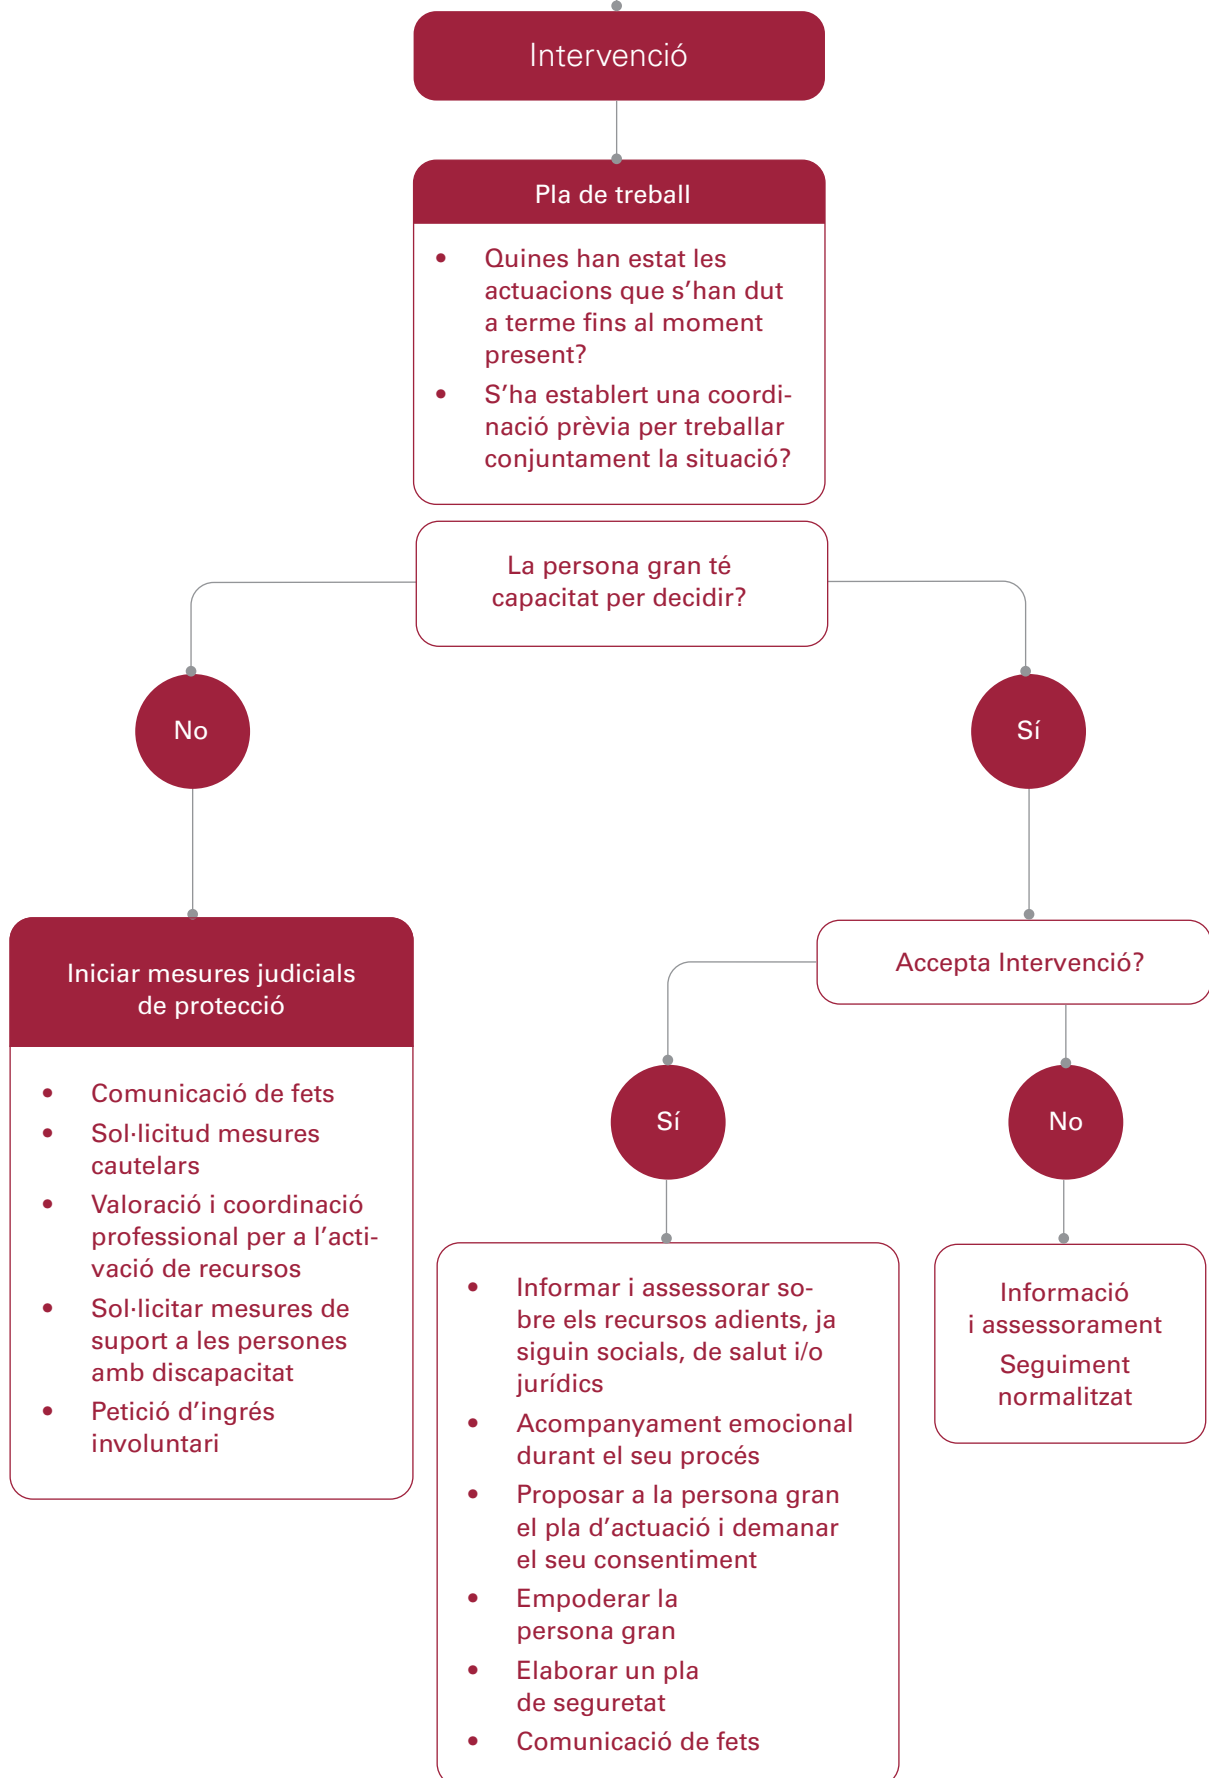 Intervenció
Pla de treball
• Quines han estat les
actuacions que s’han dut
a terme fins al moment
present?
• S’ha establert una coordi-
nació prèvia per treballar
conjuntament la situació?
La persona gran té
capacitat per decidir?
No
Sí
Iniciar mesures judicials
de protecció
• Comunicació de fets
• Sol·licitud mesures
cautelars
• Valoració i coordinació
professional per a l’acti-
vació de recursos
• Sol·licitar mesures de
suport a les persones
amb discapacitat
• Petició d’ingrés
involuntari
Accepta Intervenció?
Sí
No
• Informar i assessorar so-
bre els recursos adients, ja
siguin socials, de salut i/o
jurídics
• Acompanyament emocional
durant el seu procés
• Proposar a la persona gran
el pla d’actuació i demanar
el seu consentiment
• Empoderar la
persona gran
• Elaborar un pla
de seguretat
• Comunicació de fets
Informació
i assessorament
Seguiment
normalitzat